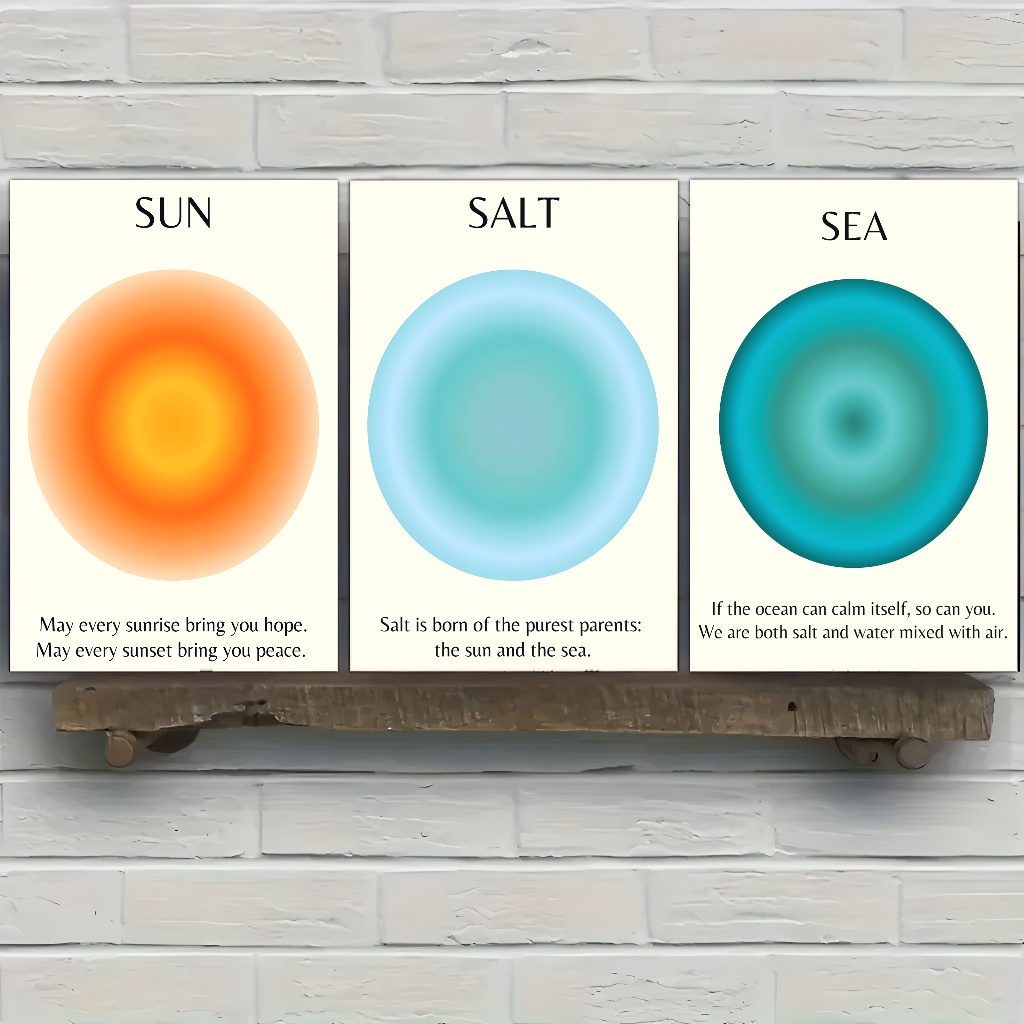 SUN
May every sunrise bring you hope.
May every sunset bring you peace.
SALT
Salt is born of the purest parents:
the sun and the sea.
SEA
If the ocean can calm itself, so can you.
We are both salt and water mixed with air.